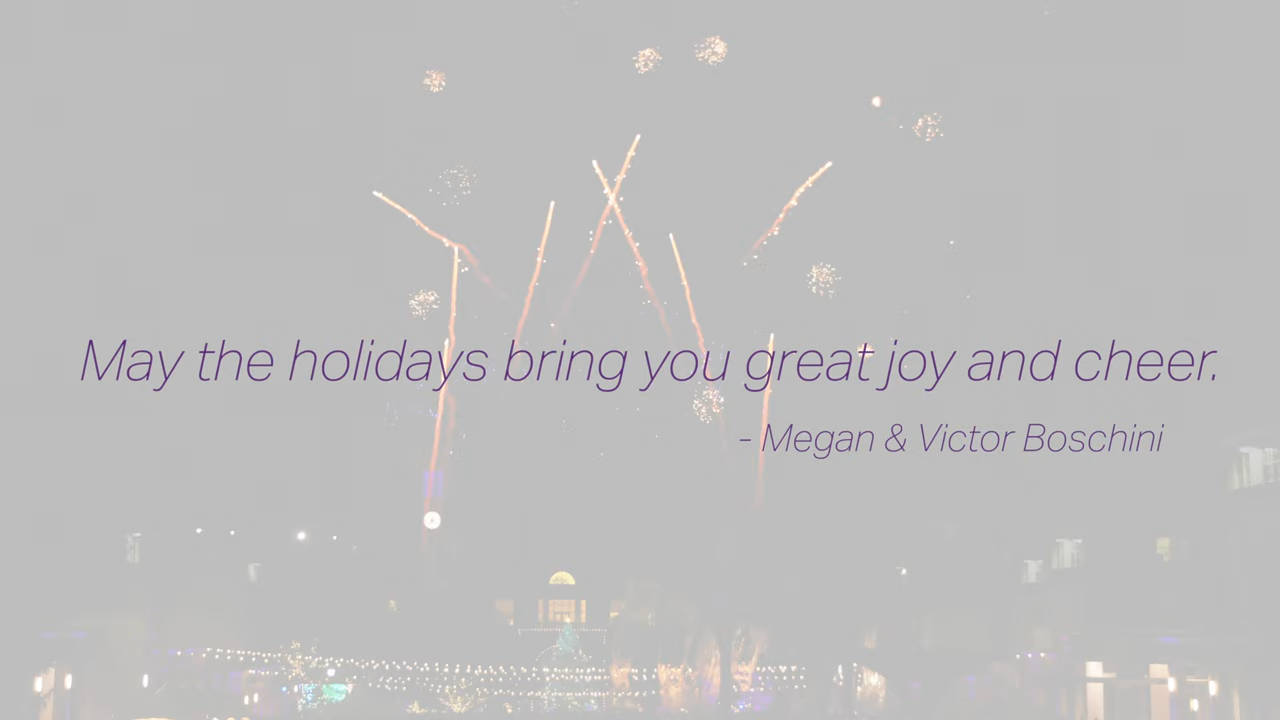 May the holidays bring you great joy and cheer.
- Megan & Victor Boschini